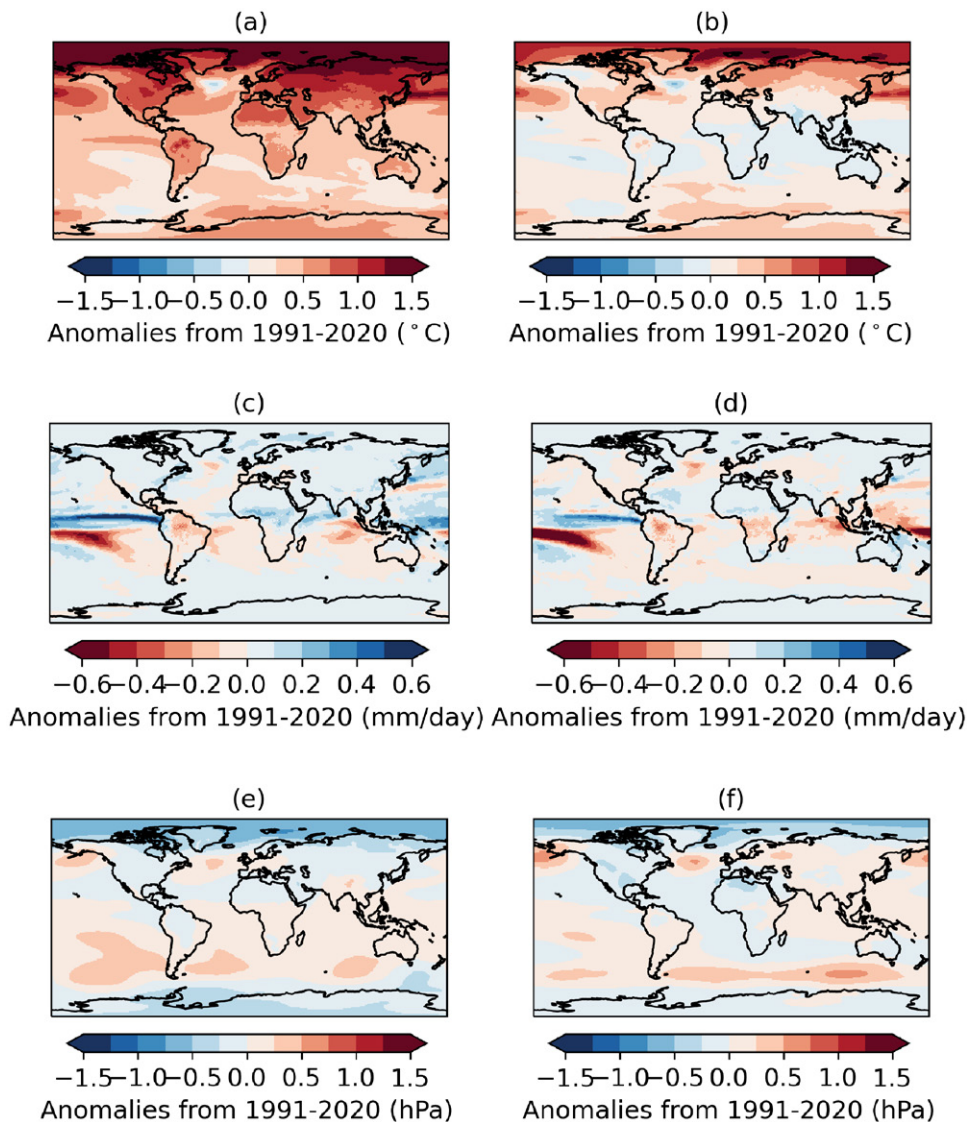 (a) (b)
−1.5−1.0−0.5 0.0 0.5 1.0 1.5 −1.5−1.0−0.5 0.0 0.5 1.0 1.5
Anomalies from 1991-2020 (°C) Anomalies from 1991-2020 (°C)
(c) (d)
−0.6−0.4−0.2 0.0 0.2 0.4 0.6 −0.6−0.4−0.2 0.0 0.2 0.4 0.6
Anomalies from 1991-2020 (mm/day) Anomalies from 1991-2020 (mm/day)
(e) (f)
−1.5−1.0−0.5 0.0 0.5 1.0 1.5 −1.5−1.0−0.5 0.0 0.5 1.0 1.5
Anomalies from 1991-2020 (hPa) Anomalies from 1991-2020 (hPa)